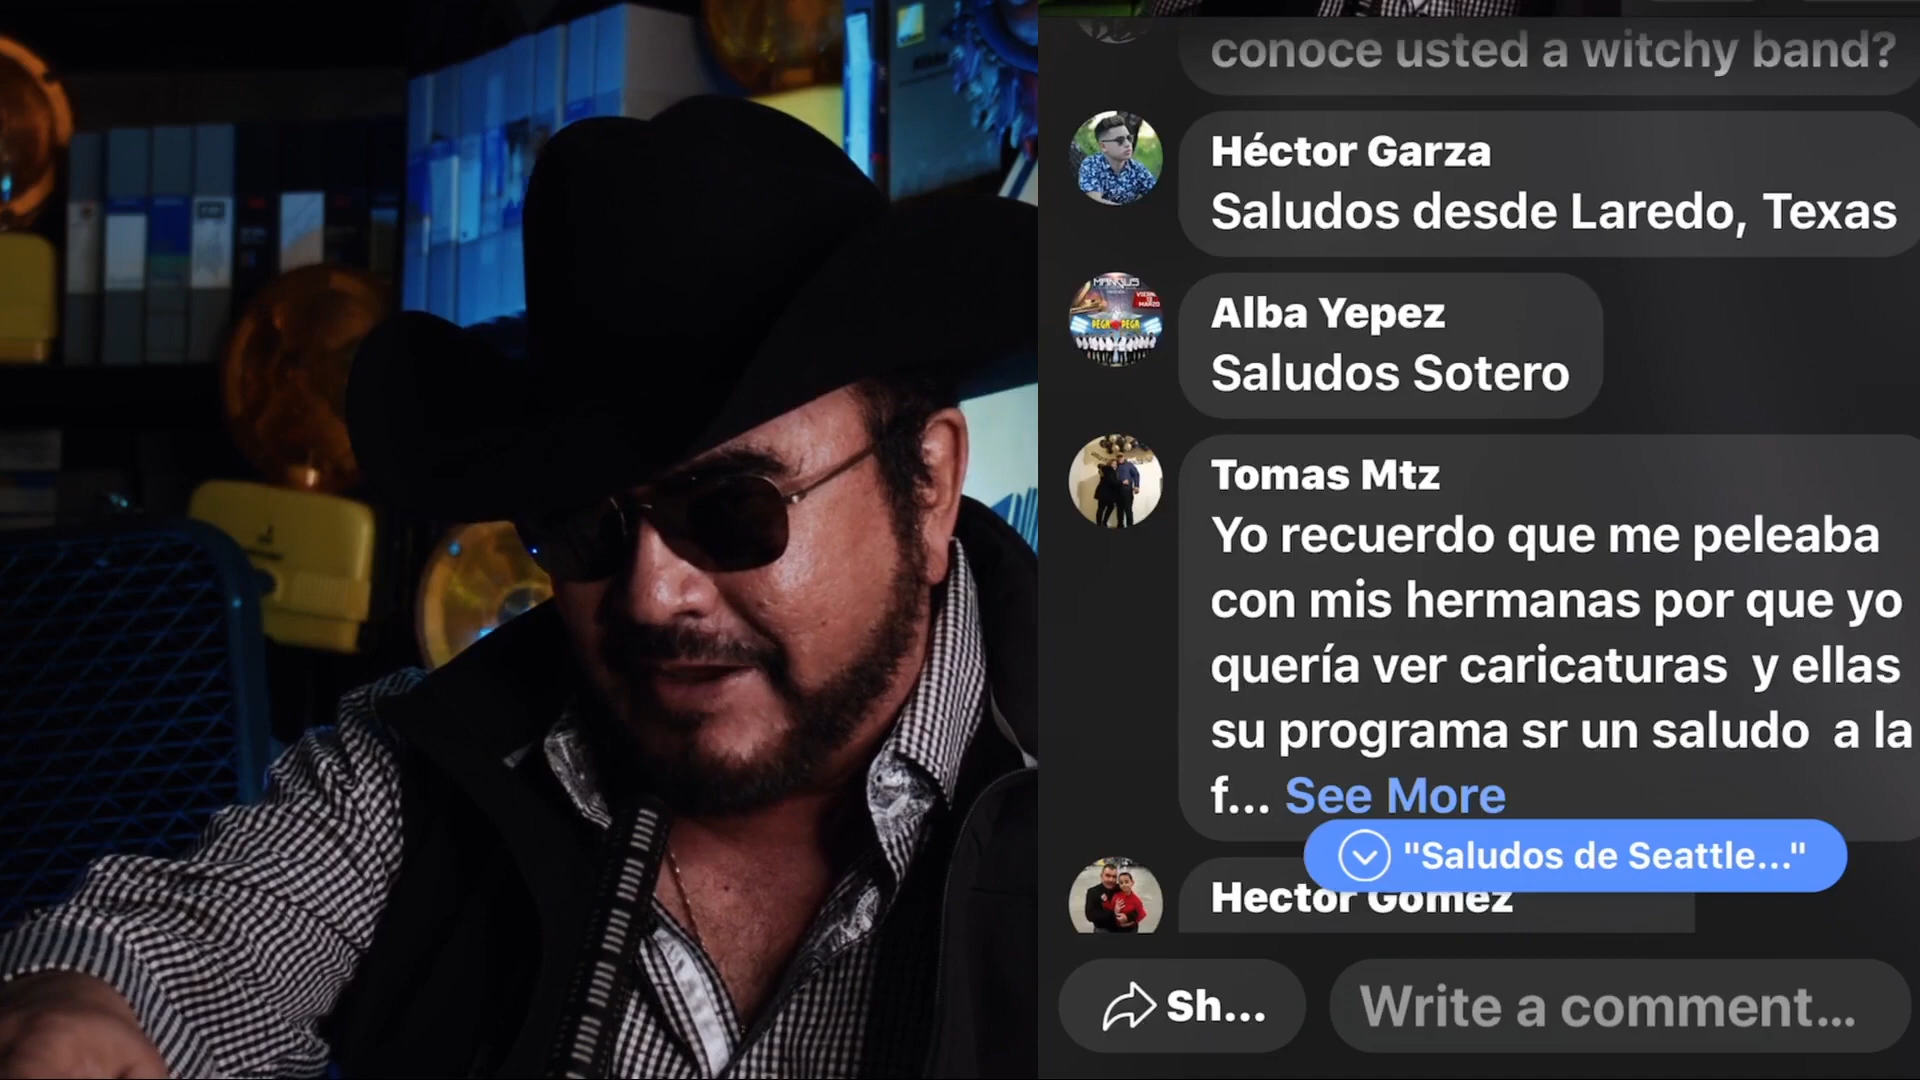 conoce usted a witchy band?
Héctor Garza
Saludos desde Laredo, Texas
Alba Yepez
Saludos Sotero
Tomas Mtz
Yo recuerdo que me peleaba
con mis hermanas por que yo
quería ver caricaturas y ellas
su programa sr un saludo a la
f... See More
"Saludos de Seattle..."
Hector Gomez
Sh...
Write a comment...